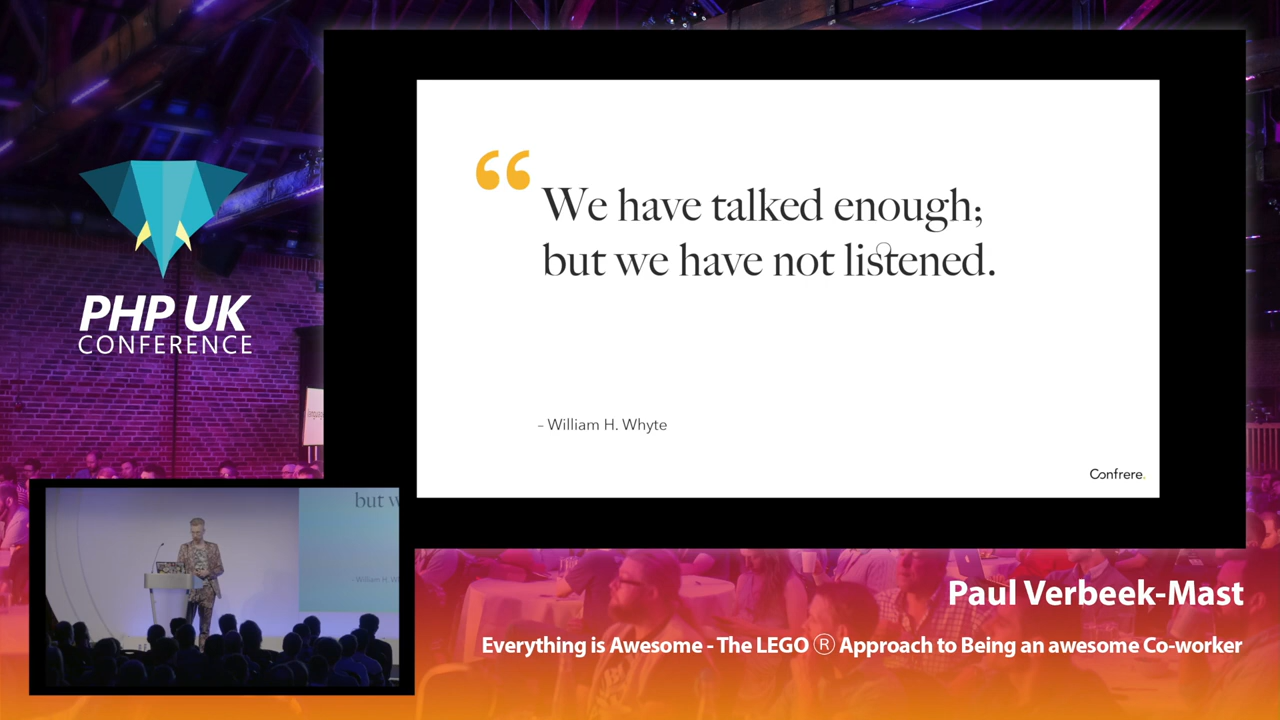 PHP UK
CONFERENCE
“
We have talked enough;
but we have not listened.
– William H. Whyte
Confrere.
but w
– William H. W
Paul Verbeek-Mast
Everything is Awesome - The LEGO ® Approach to Being an awesome Co-worker